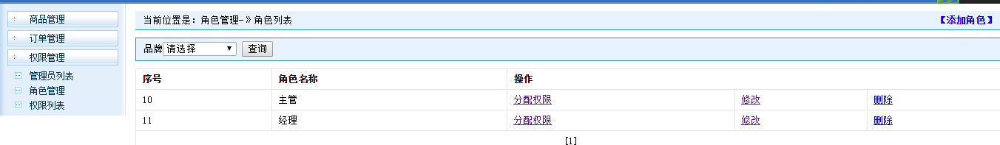 商品管理
订单管理
权限管理
管理员列表
角色管理
权限列表
当前位置是：角色管理-》角色列表 【添加角色】
品牌 请选择 查询
序号 角色名称 操作
10 主管 分配权限 修改 删除
11 经理 分配权限 修改 删除
[1]